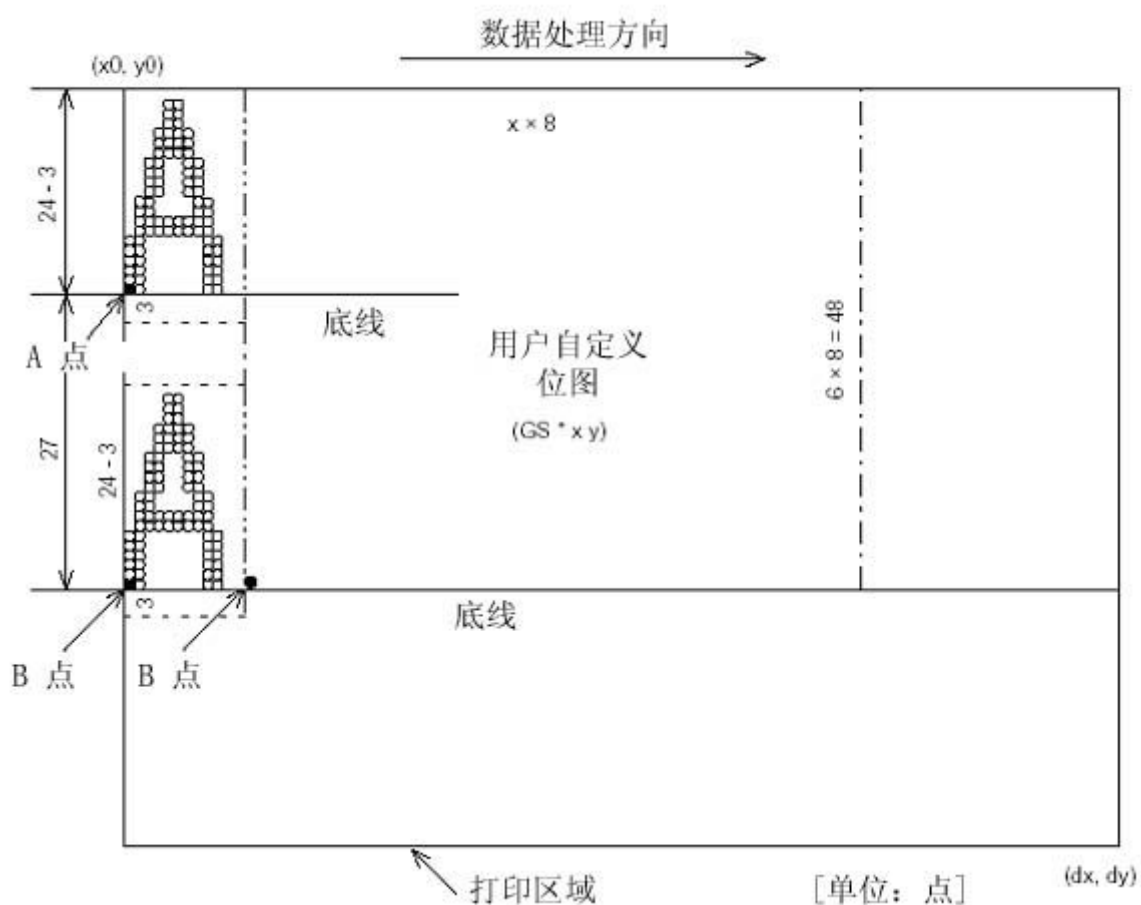 数据处理方向
(x0, y0)
x × 8
24 - 3
3
底线
A 点
用户自定义
位图
(GS * x y)
6 × 8 = 48
27
24 - 3
3
底线
B 点
B 点
打印区域
[单位：点]
(dx, dy)